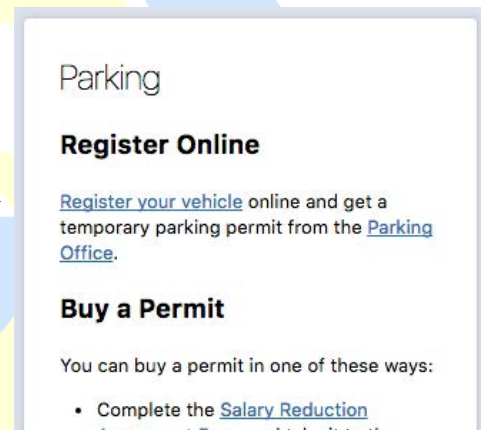 Parking
Register Online
Register your vehicle online and get a
temporary parking permit from the Parking
Office.
Buy a Permit
You can buy a permit in one of these ways:
• Complete the Salary Reduction